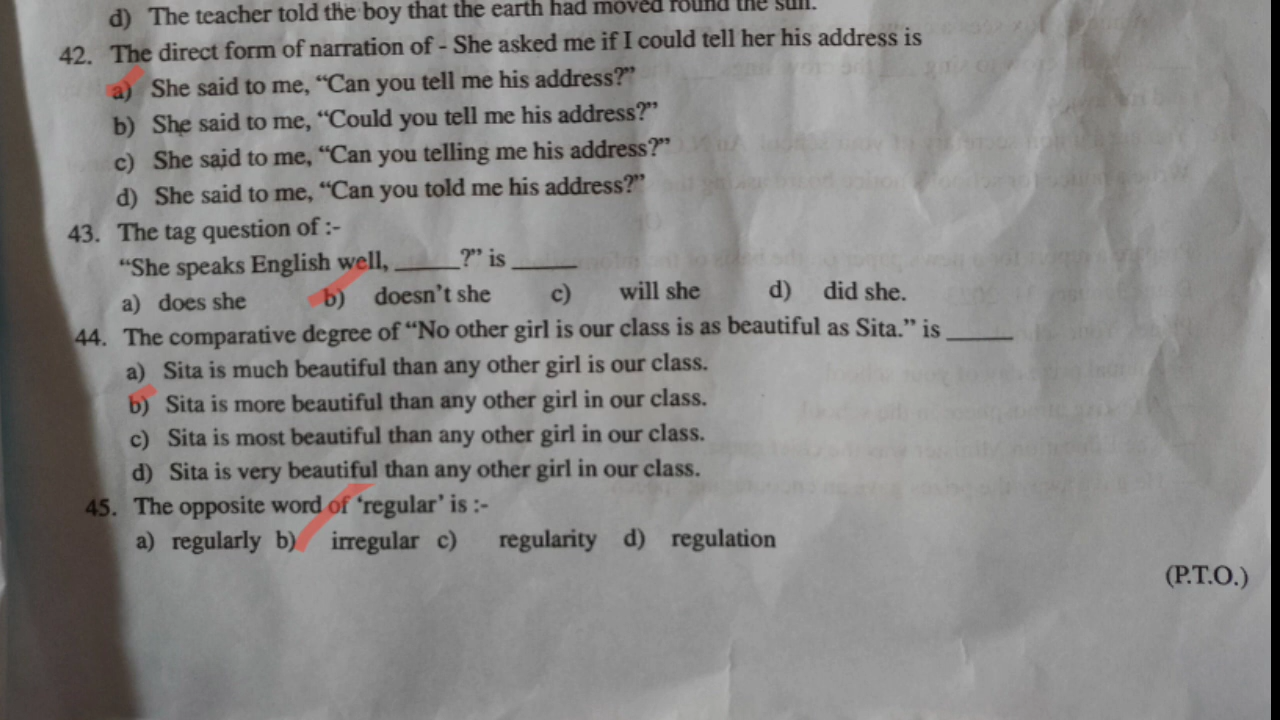 d) The teacher told the boy that the earth had moved round the sun.
42. The direct form of narration of - She asked me if I could tell her his address is
a) She said to me, “Can you tell me his address?”
b) She said to me, “Could you tell me his address?”
c) She said to me, “Can you telling me his address?”
d) She said to me, “Can you told me his address?”
43. The tag question of :-
“She speaks English well, _____?” is _____
a) does she b) doesn’t she c) will she d) did she.
44. The comparative degree of “No other girl is our class is as beautiful as Sita.” is _____
a) Sita is much beautiful than any other girl is our class.
b) Sita is more beautiful than any other girl in our class.
c) Sita is most beautiful than any other girl in our class.
d) Sita is very beautiful than any other girl in our class.
45. The opposite word of ‘regular’ is :-
a) regularly b) irregular c) regularity d) regulation
(P.T.O.)